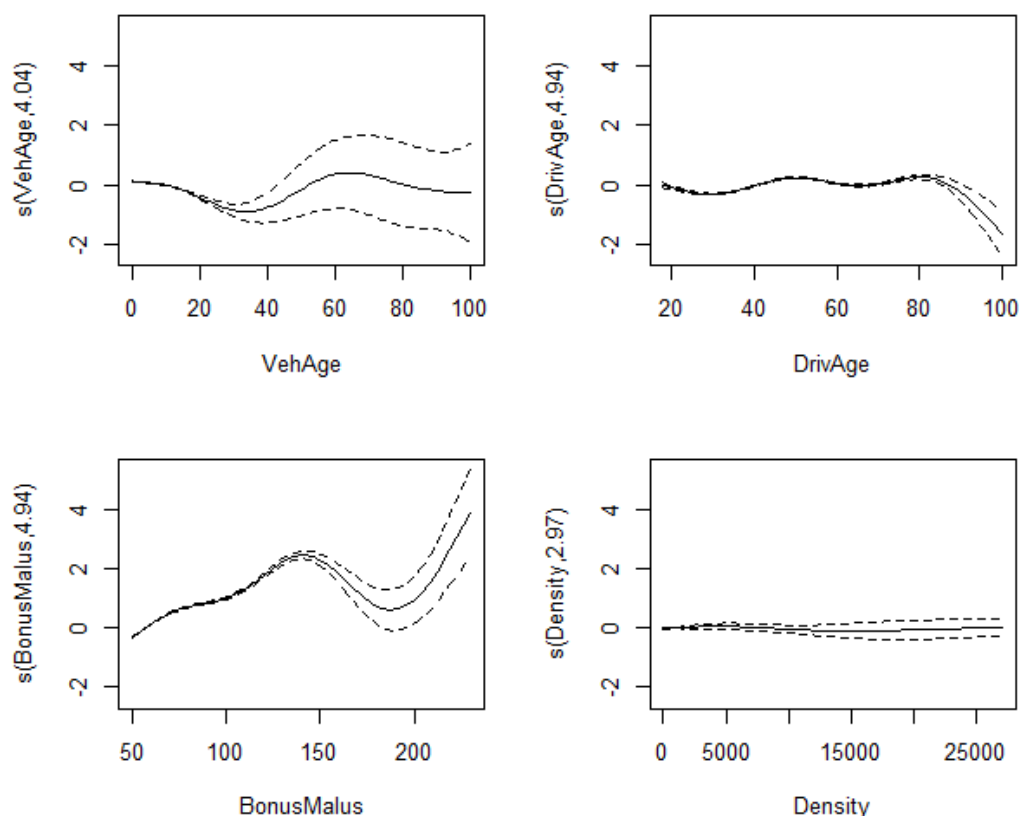 s(VehAge,4.04)
4
2
0
-2
0 20 40 60 80 100
VehAge
s(DrivAge,4.94)
4
2
0
-2
20 40 60 80 100
DrivAge
s(BonusMalus,4.94)
4
2
0
-2
50 100 150 200
BonusMalus
s(Density,2.97)
4
2
0
-2
0 5000 15000 25000
Density